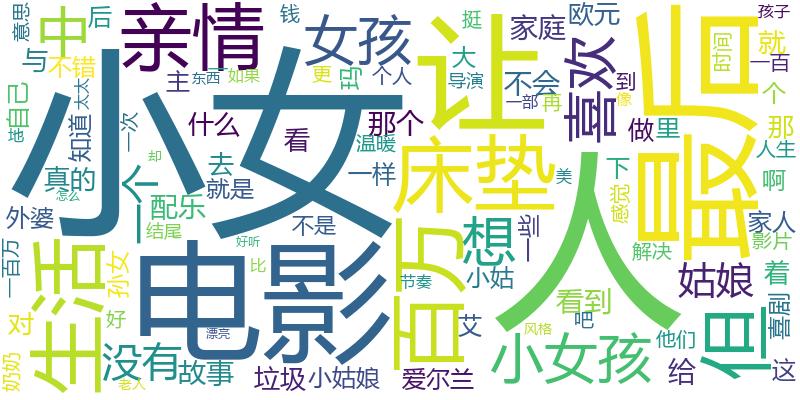 意思
中
后
亲情
女孩
钱
挺
欧元
孩子
家庭
就
时间
一百
与
不错
主
东西
如果
更
玛
个人
大
导演
不会
到
喜欢
让
最后
小女
自己
太太
知道
什么
看
那个
一部
再
像
做
里
个
那
一次
温暖
真的
去
就是
一样
床垫
人
下
人生
感觉
啊
一个
配乐
却
怎么
外婆
结尾
不是
想
一些
美
家人
一百万
生活
孙女
电影
好听
比
百万
节奏
小姑
看到
解决
姑娘
着
影片
对
好
漂亮
艾
风格
吧
他们
但
喜剧
奶奶
没有
故事
老人
垃圾
小姑娘
爱尔兰
小女孩
给
这